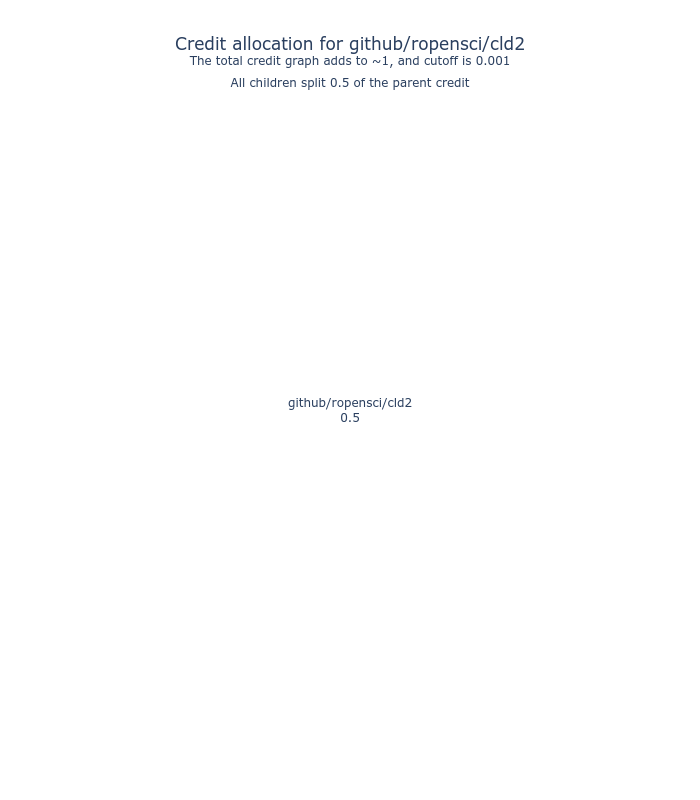 Credit allocation for github/ropensci/cld2
The total credit graph adds to ~1, and cutoff is 0.001
All children split 0.5 of the parent credit
github/ropensci/cld2
0.5